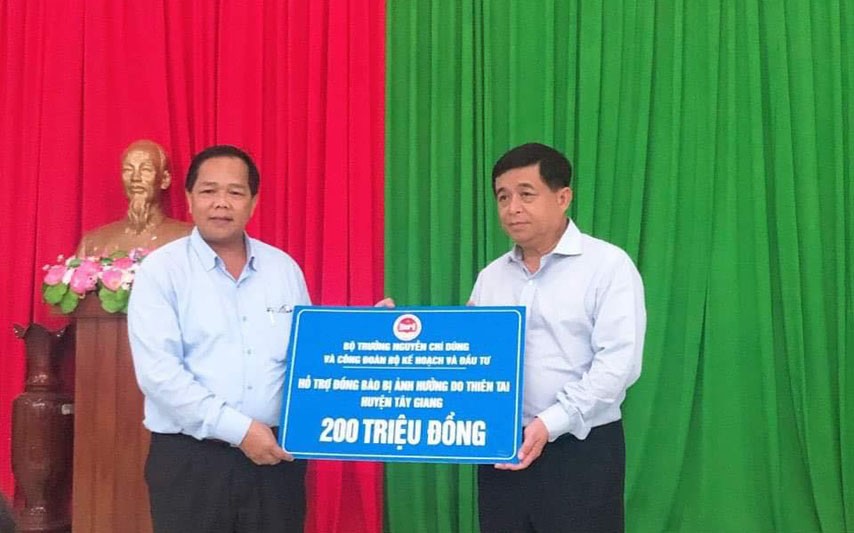 BỘ TRƯỞNG NGUYỄN CHÍ DŨNG
VÀ CÔNG ĐOÀN BỘ KẾ HOẠCH VÀ ĐẦU TƯ
HỖ TRỢ ĐỒNG BÀO BỊ ẢNH HƯỞNG DO THIÊN TAI
HUYỆN TÂY GIANG
200 TRIỆU ĐỒNG